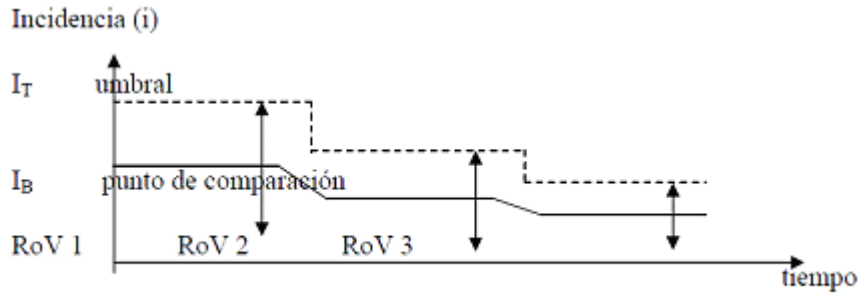 Incidencia (i)
I_T umbral
I_B punto de comparación
RoV 1 RoV 2 RoV 3
tiempo